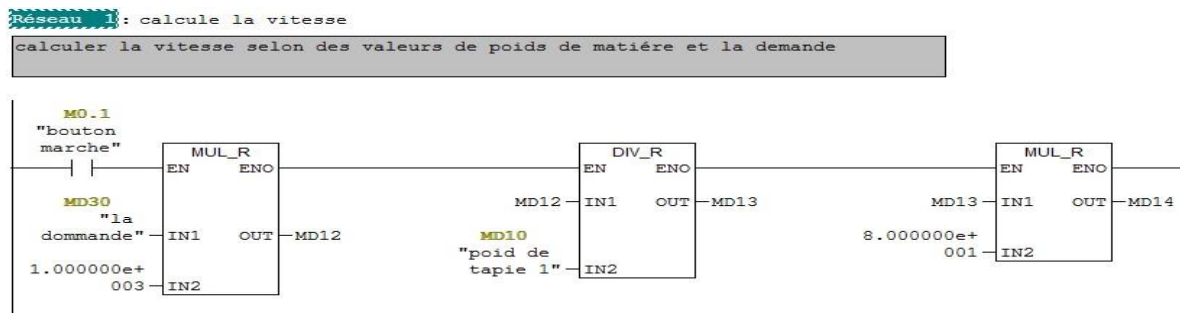 Réseau 1: calcule la vitesse
calculer la vitesse selon des valeurs de poids de matiére et la demande
M0.1
"bouton
marche"
MUL_R
EN ENO
MD30
"la
dommande" IN1 OUT MD12
1.000000e+
003 IN2
DIV_R
EN ENO
MD12 IN1 OUT MD13
MD10
"poid de
tapie 1" IN2
MUL_R
EN ENO
MD13 IN1 OUT MD14
8.000000e+
001 IN2